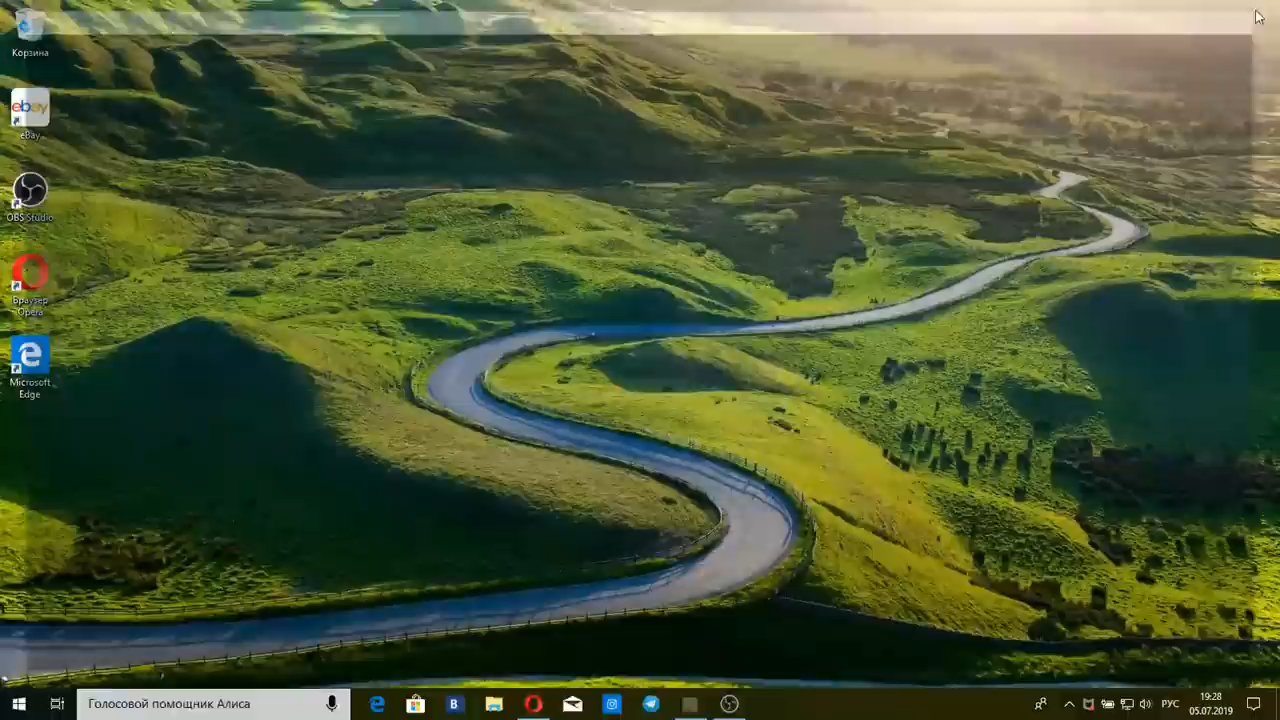 Корзина
ebay
eBay
OBS Studio
Браузер
Opera
Microsoft
Edge
Голосовой помощник Алиса
B
РУС
19:28
05.07.2019